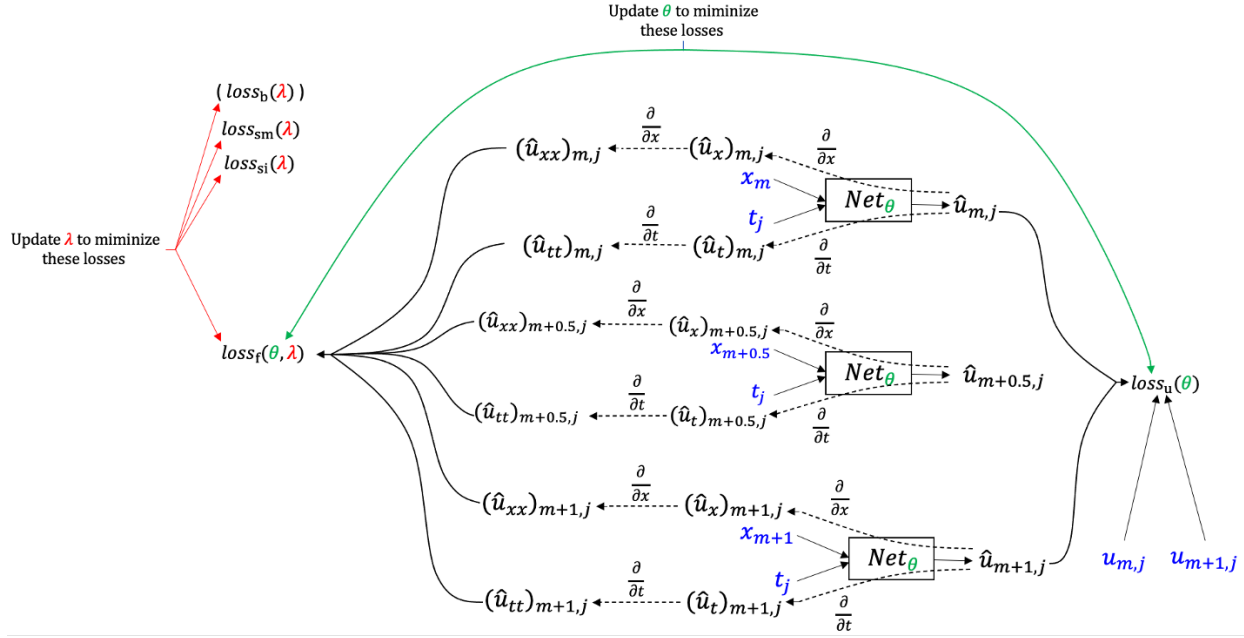 Update θ to miminize
these losses
( loss_b(λ) )
loss_sm(λ)
loss_si(λ)
Update λ to miminize
these losses
loss_f(θ, λ)
(û_xx)_m,j
∂/∂x
(û_x)_m,j
∂/∂x
x_m
t_j
Net_θ
û_m,j
(û_tt)_m,j
∂/∂t
(û_t)_m,j
∂/∂t
(û_xx)_m+0.5,j
∂/∂x
(û_x)_m+0.5,j
∂/∂x
x_m+0.5
t_j
Net_θ
û_m+0.5,j
(û_tt)_m+0.5,j
∂/∂t
(û_t)_m+0.5,j
∂/∂t
(û_xx)_m+1,j
∂/∂x
(û_x)_m+1,j
∂/∂x
x_m+1
t_j
Net_θ
û_m+1,j
(û_tt)_m+1,j
∂/∂t
(û_t)_m+1,j
∂/∂t
loss_u(θ)
u_m,j
u_m+1,j